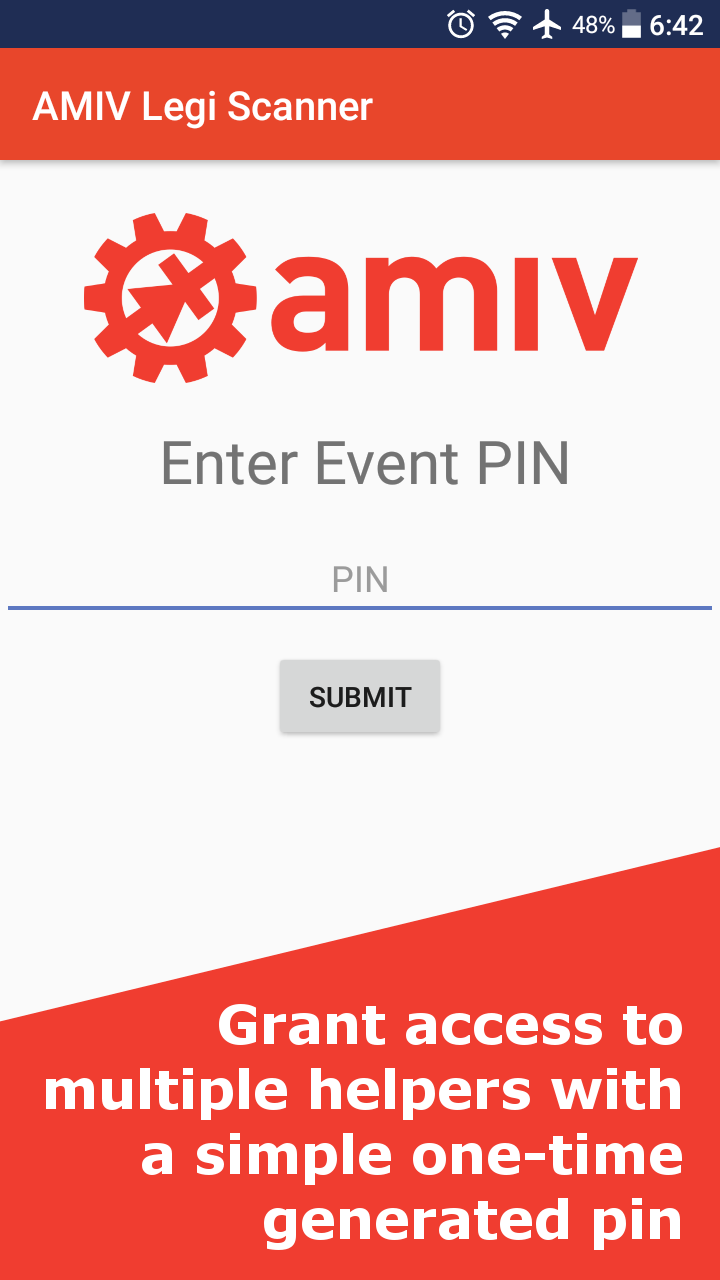 48% 6:42
AMIV Legi Scanner
amiv
Enter Event PIN
PIN
SUBMIT
Grant access to
multiple helpers with
a simple one-time
generated pin